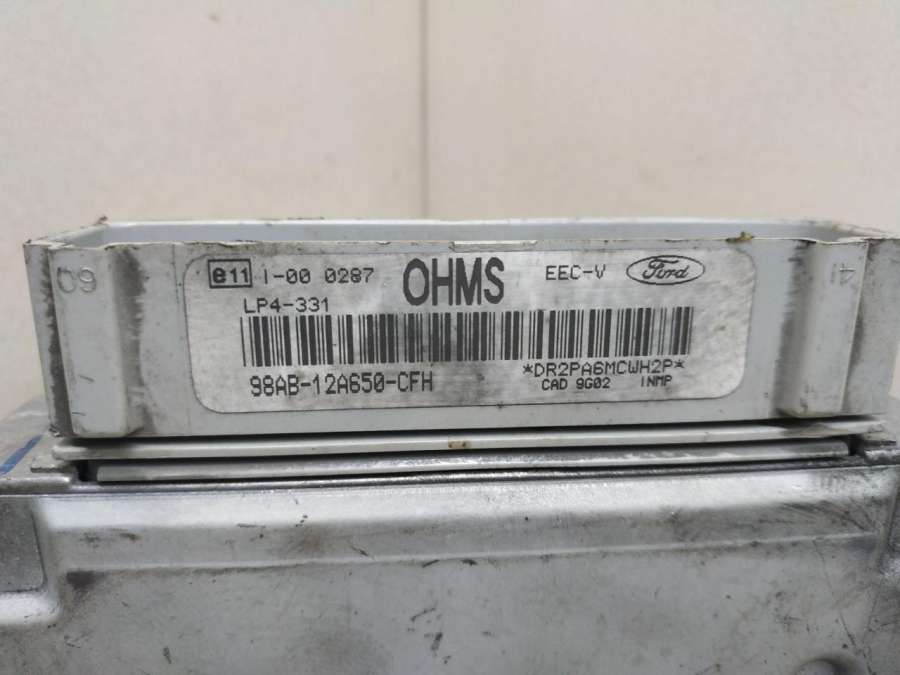 e11 I-00 0287 OHMS EEC-V Ford
LP4-331
*DR2PA6MCWH2P*
98AB-12A650-CFH CAD 9G02 INMP
60 41